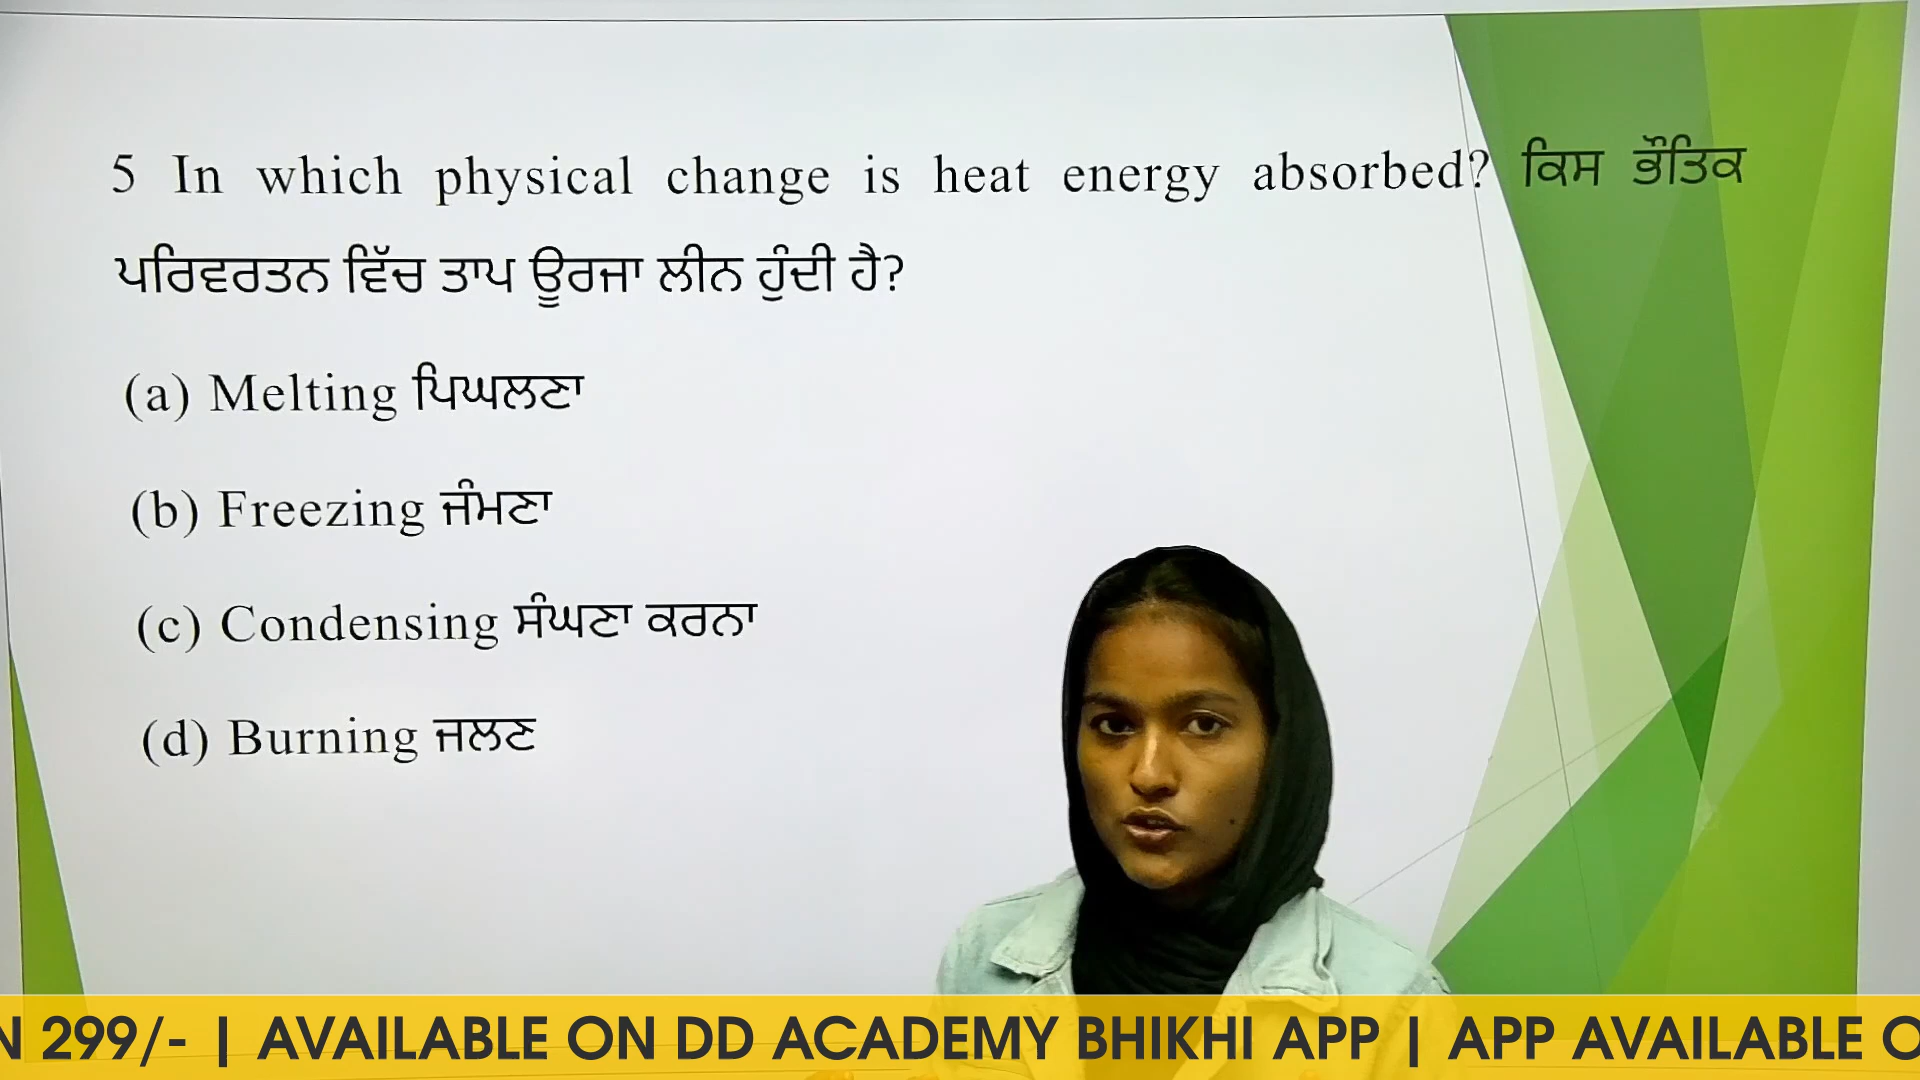 5 In which physical change is heat energy absorbed? ਕਿਸ ਭੌਤਿਕ
ਪਰਿਵਰਤਨ ਵਿੱਚ ਤਾਪ ਊਰਜਾ ਲੀਨ ਹੁੰਦੀ ਹੈ?
(a) Melting ਪਿਘਲਣਾ
(b) Freezing ਜੰਮਣਾ
(c) Condensing ਸੰਘਣਾ ਕਰਨਾ
(d) Burning ਜਲਣ
299/- | AVAILABLE ON DD ACADEMY BHIKHI APP | APP AVAILABLE